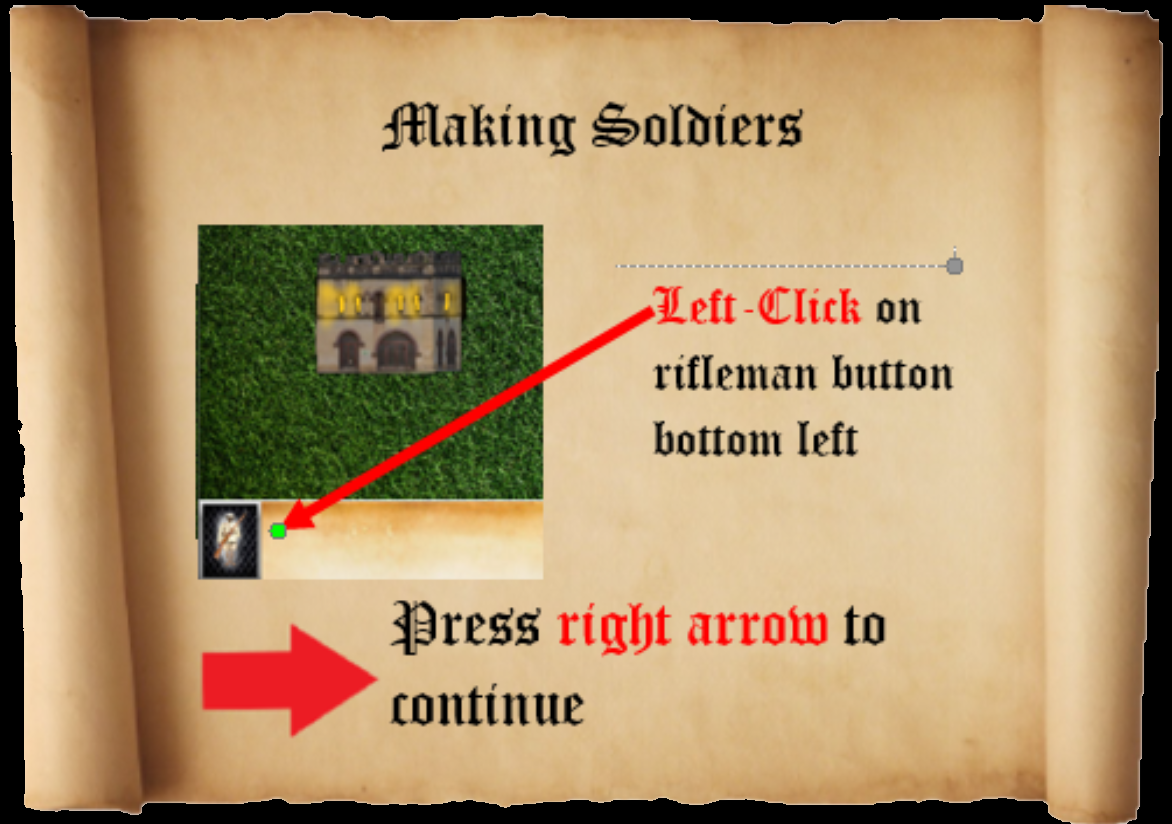 Making Soldiers
Left-Click on
rifleman button
bottom left
Press right arrow to
continue